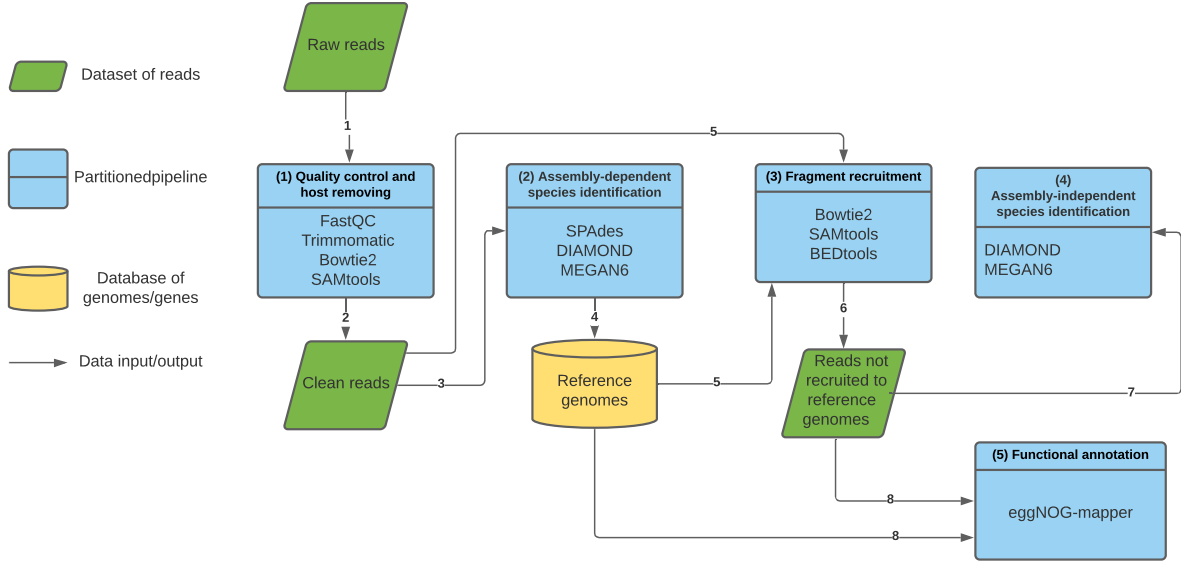 Raw reads
Dataset of reads
1
5
Partitionedpipeline
(1) Quality control and
host removing
FastQC
Trimmomatic
Bowtie2
SAMtools
(2) Assembly-dependent
species identification
SPAdes
DIAMOND
MEGAN6
(3) Fragment recruitment
Bowtie2
SAMtools
BEDtools
(4)
Assembly-independent
species identification
DIAMOND
MEGAN6
Database of
genomes/genes
2
4
6
Data input/output
Clean reads
3
Reference
genomes
5
Reads not
recruited to
reference
genomes
7
(5) Functional annotation
eggNOG-mapper
8
8